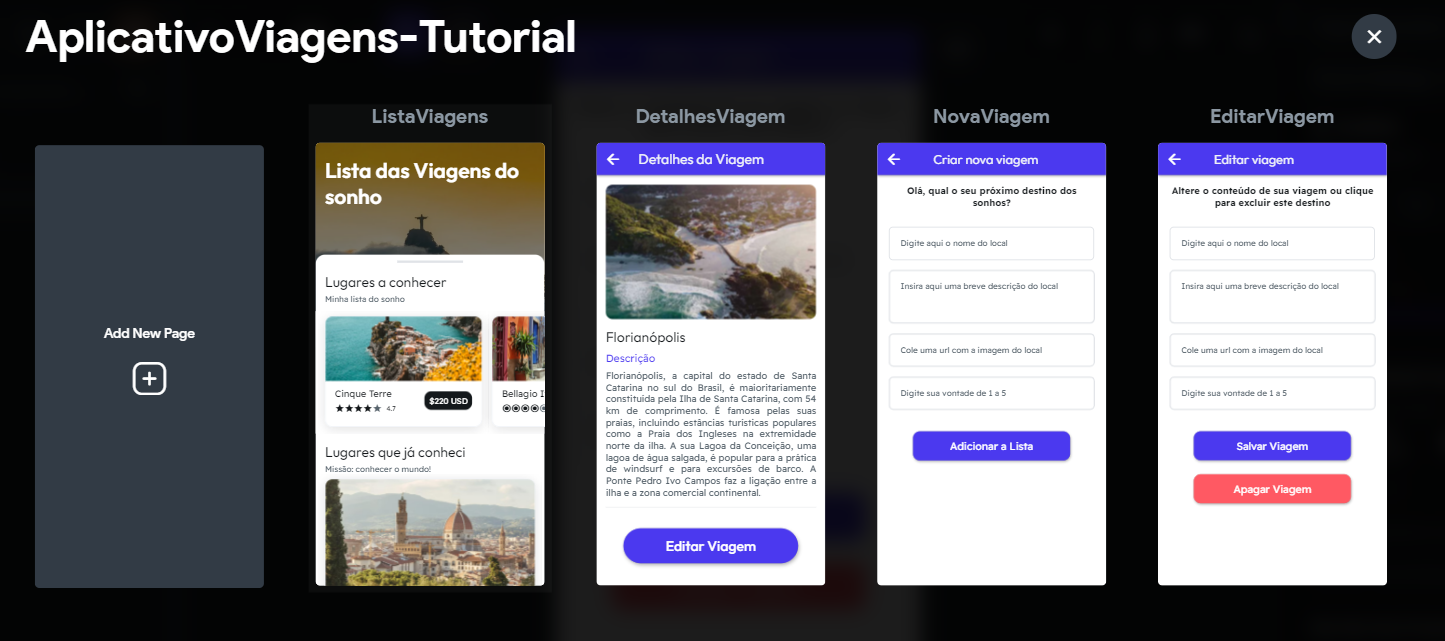 AplicativoViagens-Tutorial
Add New Page
ListaViagens
Lista das Viagens do
sonho
Lugares a conhecer
Minha lista do sonho
Cinque Terre
4.7
$220 USD
Bellagio I
Lugares que já conheci
Missão: conhecer o mundo!
DetalhesViagem
Detalhes da Viagem
Florianópolis
Descrição
Florianópolis, a capital do estado de Santa
Catarina no sul do Brasil, é maioritariamente
constituída pela Ilha de Santa Catarina, com 54
km de comprimento. É famosa pelas suas
praias, incluindo estâncias turísticas populares
como a Praia dos Ingleses na extremidade
norte da ilha. A sua Lagoa da Conceição, uma
lagoa de água salgada, é popular para a prática
de windsurf e para excursões de barco. A
Ponte Pedro Ivo Campos faz a ligação entre a
ilha e a zona comercial continental.
Editar Viagem
NovaViagem
Criar nova viagem
Olá, qual o seu próximo destino dos
sonhos?
Digite aqui o nome do local
Insira aqui uma breve descrição do local
Cole uma url com a imagem do local
Digite sua vontade de 1 a 5
Adicionar a Lista
EditarViagem
Editar viagem
Altere o conteúdo de sua viagem ou clique
para excluir este destino
Digite aqui o nome do local
Insira aqui uma breve descrição do local
Cole uma url com a imagem do local
Digite sua vontade de 1 a 5
Salvar Viagem
Apagar Viagem